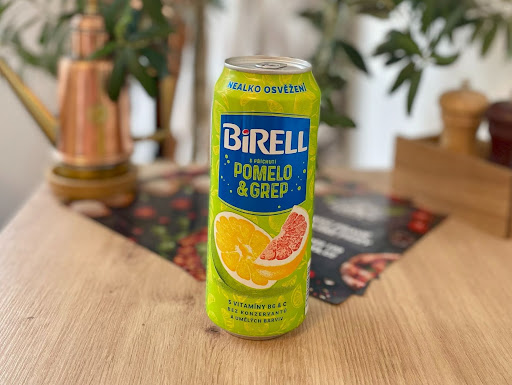 NEALKO OSVĚŽENÍ
BiRELL
S PŘÍCHUTÍ
POMELO
& GREP
S VITAMÍNY B6 & C
BEZ KONZERVANTŮ
A UMĚLÝCH BARVIV